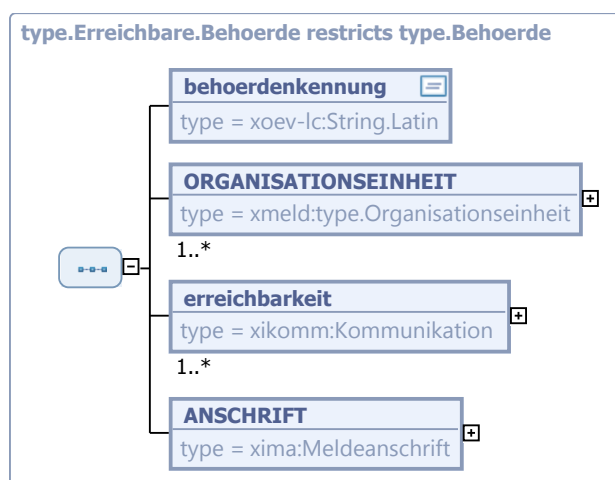 type.Erreichbare.Behoerde restricts type.Behoerde
behoerdenkennung
type = xoev-lc:String.Latin
ORGANISATIONSEINHEIT
type = xmeld:type.Organisationseinheit
1..*
erreichbarkeit
type = xikomm:Kommunikation
1..*
ANSCHRIFT
type = xima:Meldeanschrift